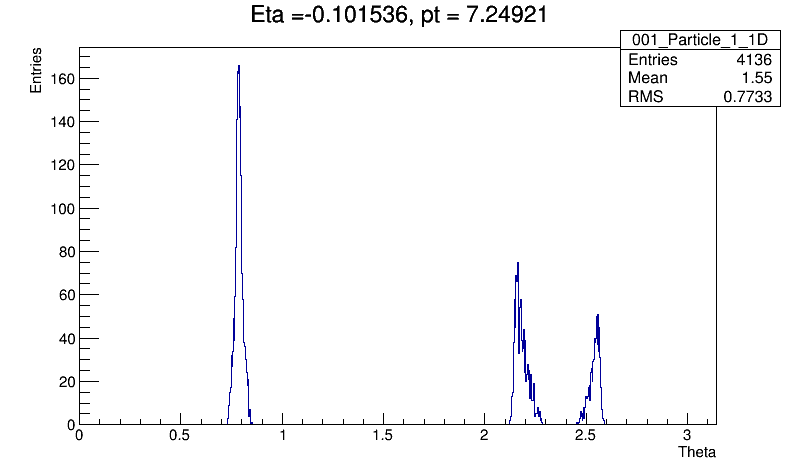 Eta =-0.101536, pt = 7.24921
001_Particle_1_1D
Entries 4136
Mean 1.55
RMS 0.7733
Entries
160
140
120
100
80
60
40
20
0
0 0.5 1 1.5 2 2.5 3
Theta